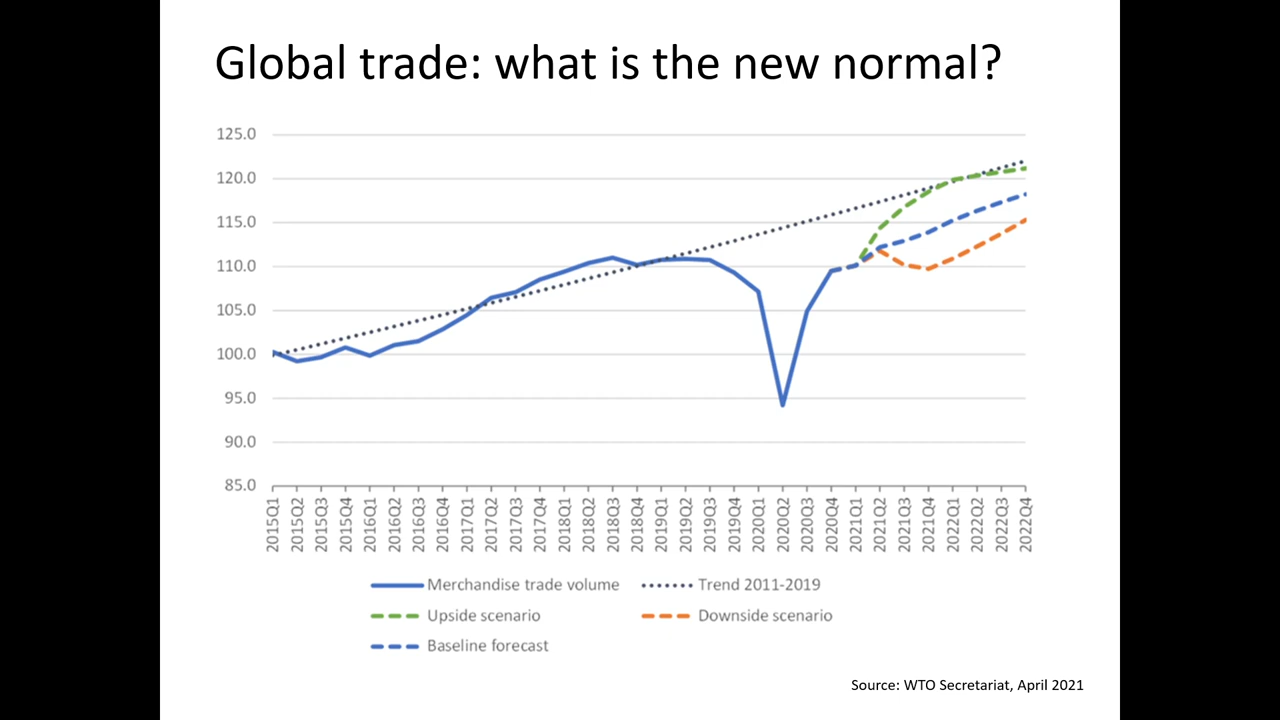 Global trade: what is the new normal?
125.0
120.0
115.0
110.0
105.0
100.0
95.0
90.0
85.0
2015Q1
2015Q2
2015Q3
2015Q4
2016Q1
2016Q2
2016Q3
2016Q4
2017Q1
2017Q2
2017Q3
2017Q4
2018Q1
2018Q2
2018Q3
2018Q4
2019Q1
2019Q2
2019Q3
2019Q4
2020Q1
2020Q2
2020Q3
2020Q4
2021Q1
2021Q2
2021Q3
2021Q4
2022Q1
2022Q2
2022Q3
2022Q4
Merchandise trade volume
Trend 2011-2019
Upside scenario
Downside scenario
Baseline forecast
Source: WTO Secretariat, April 2021